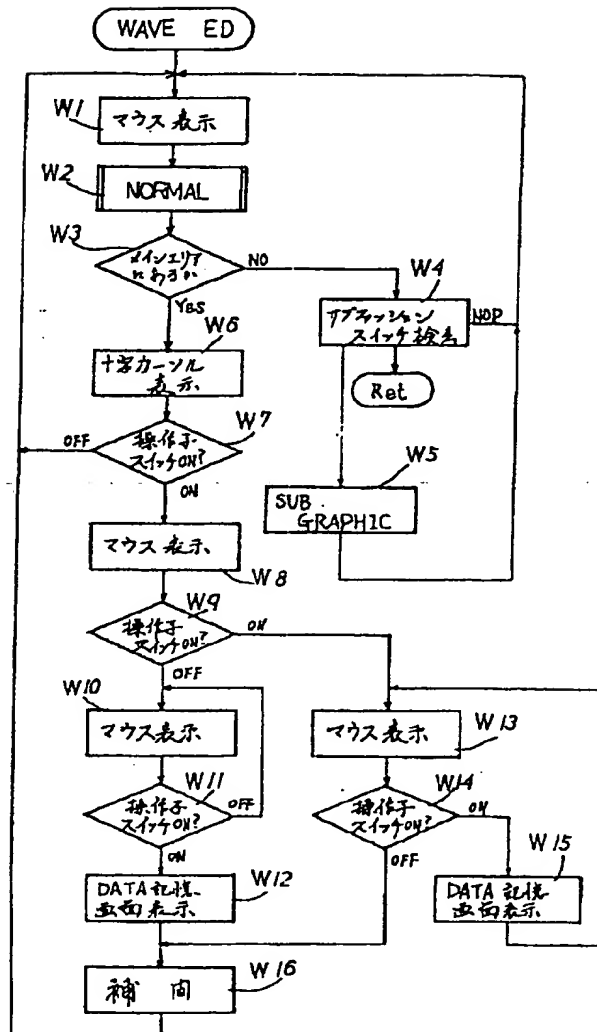 WAVE ED
W1
マウス表示
W2
NORMAL
W3
メインエリア
にあるか
NO
YES
W4
サブファンクション
スイッチ検出
NOP
Ret
W6
十字カーソル
表示
W7
操作子
スイッチON?
OFF
ON
W5
SUB
GRAPHIC
マウス表示
W8
W9
操作子
スイッチON?
ON
OFF
W10
マウス表示
W11
操作子
スイッチON?
OFF
ON
W12
DATA記憶
画面表示
マウス表示
W13
W14
操作子
スイッチON?
ON
OFF
W15
DATA記憶
画面表示
W16
補間